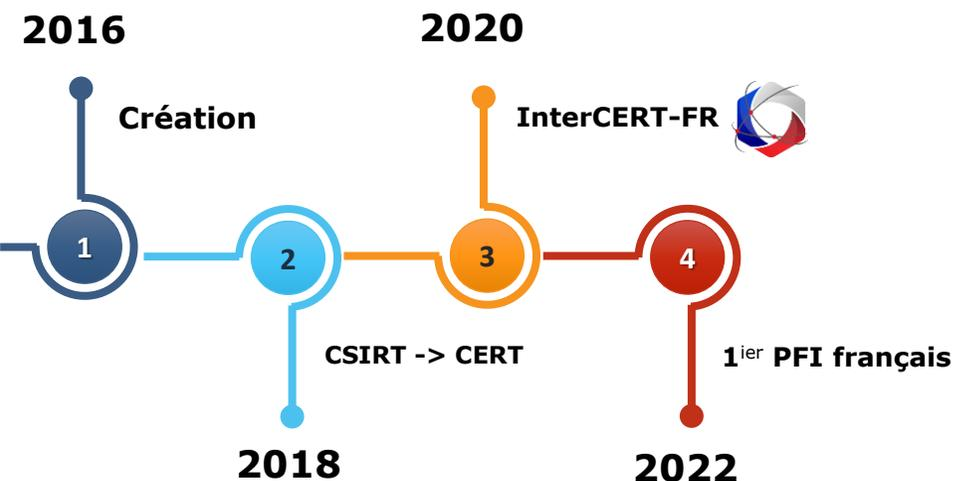 2016
Création
1
2
CSIRT -> CERT
2018
2020
InterCERT-FR
3
4
1ier PFI français
2022